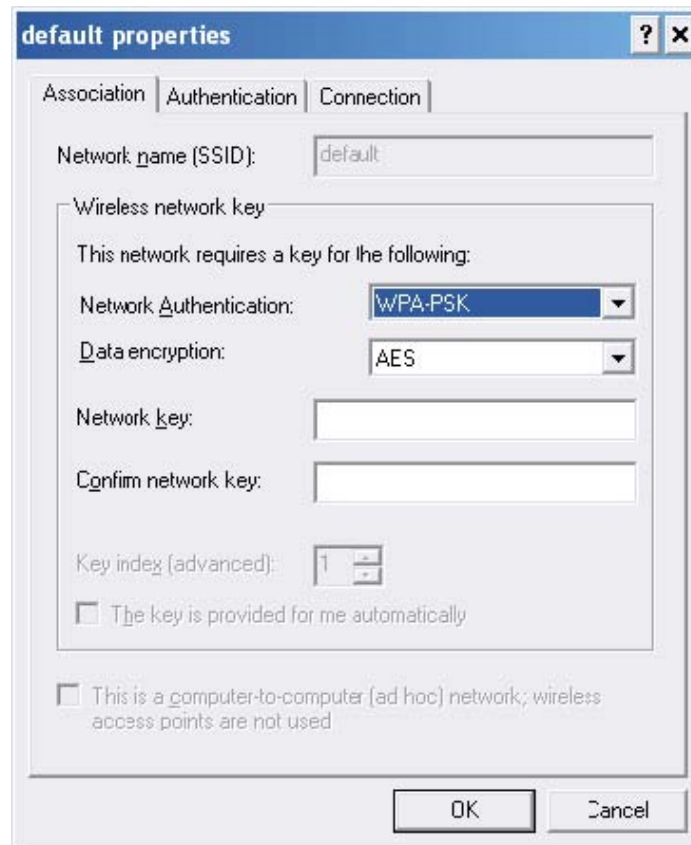 default properties ? ×
Association Authentication Connection
Network name (SSID): default
Wireless network key
This network requires a key for the following:
Network Authentication: WPA-PSK
Data encryption: AES
Network key:
Confirm network key:
Key index (advanced): 1
The key is provided for me automatically
This is a computer-to-computer (ad hoc) network; wireless
access points are not used
OK Cancel